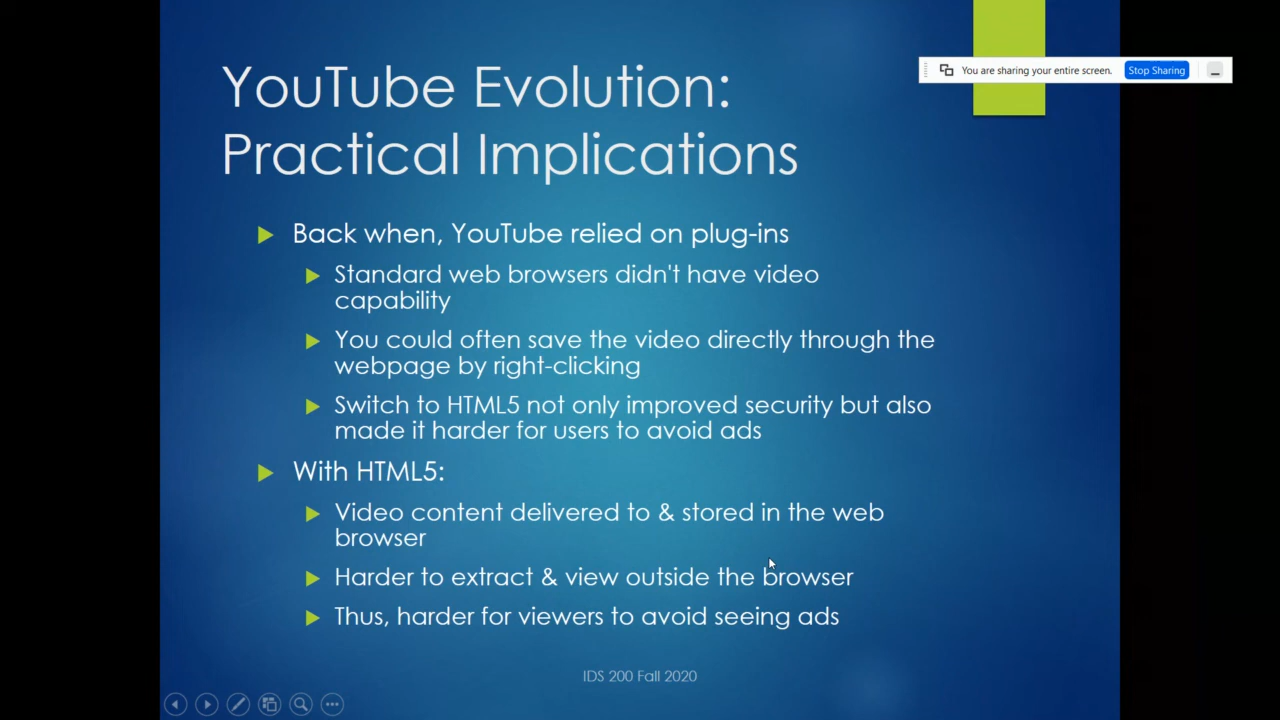 YouTube Evolution:
Practical Implications
You are sharing your entire screen.
Stop Sharing
Back when, YouTube relied on plug-ins
Standard web browsers didn't have video
capability
You could often save the video directly through the
webpage by right-clicking
Switch to HTML5 not only improved security but also
made it harder for users to avoid ads
With HTML5:
Video content delivered to & stored in the web
browser
Harder to extract & view outside the browser
Thus, harder for viewers to avoid seeing ads
IDS 200 Fall 2020